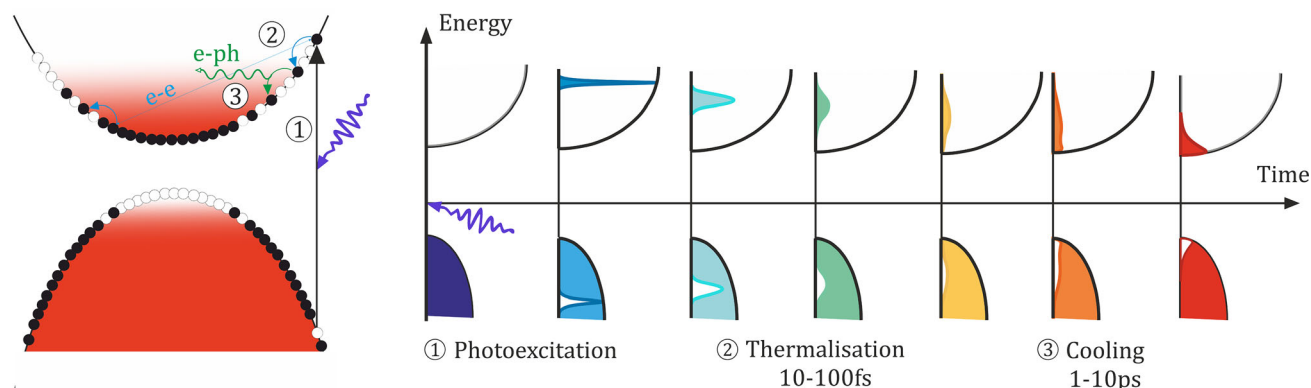 ②
e-ph
e-e
③
①
Energy
Time
① Photoexcitation
② Thermalisation
10-100fs
③ Cooling
1-10ps